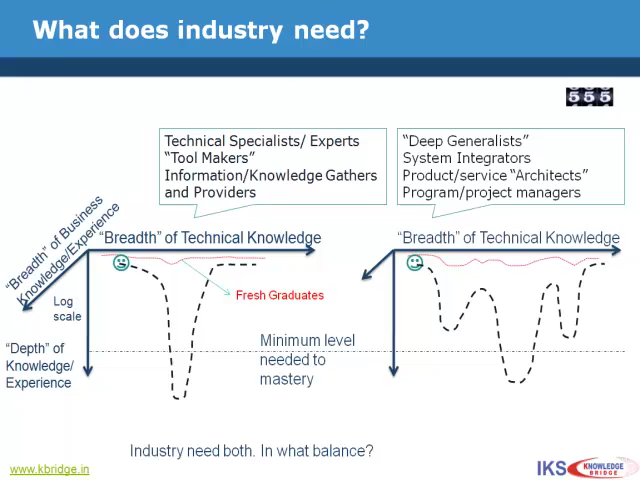 What does industry need?
555
Technical Specialists/ Experts
“Tool Makers”
Information/Knowledge Gathers
and Providers
“Deep Generalists”
System Integrators
Product/service “Architects”
Program/project managers
“Breadth” of Business
Knowledge/Experience
“Breadth” of Technical Knowledge
“Breadth” of Technical Knowledge
Fresh Graduates
Log
scale
“Depth” of
Knowledge/
Experience
Minimum level
needed to
mastery
Industry need both. In what balance?
www.kbridge.in
IKS KNOWLEDGE
BRIDGE